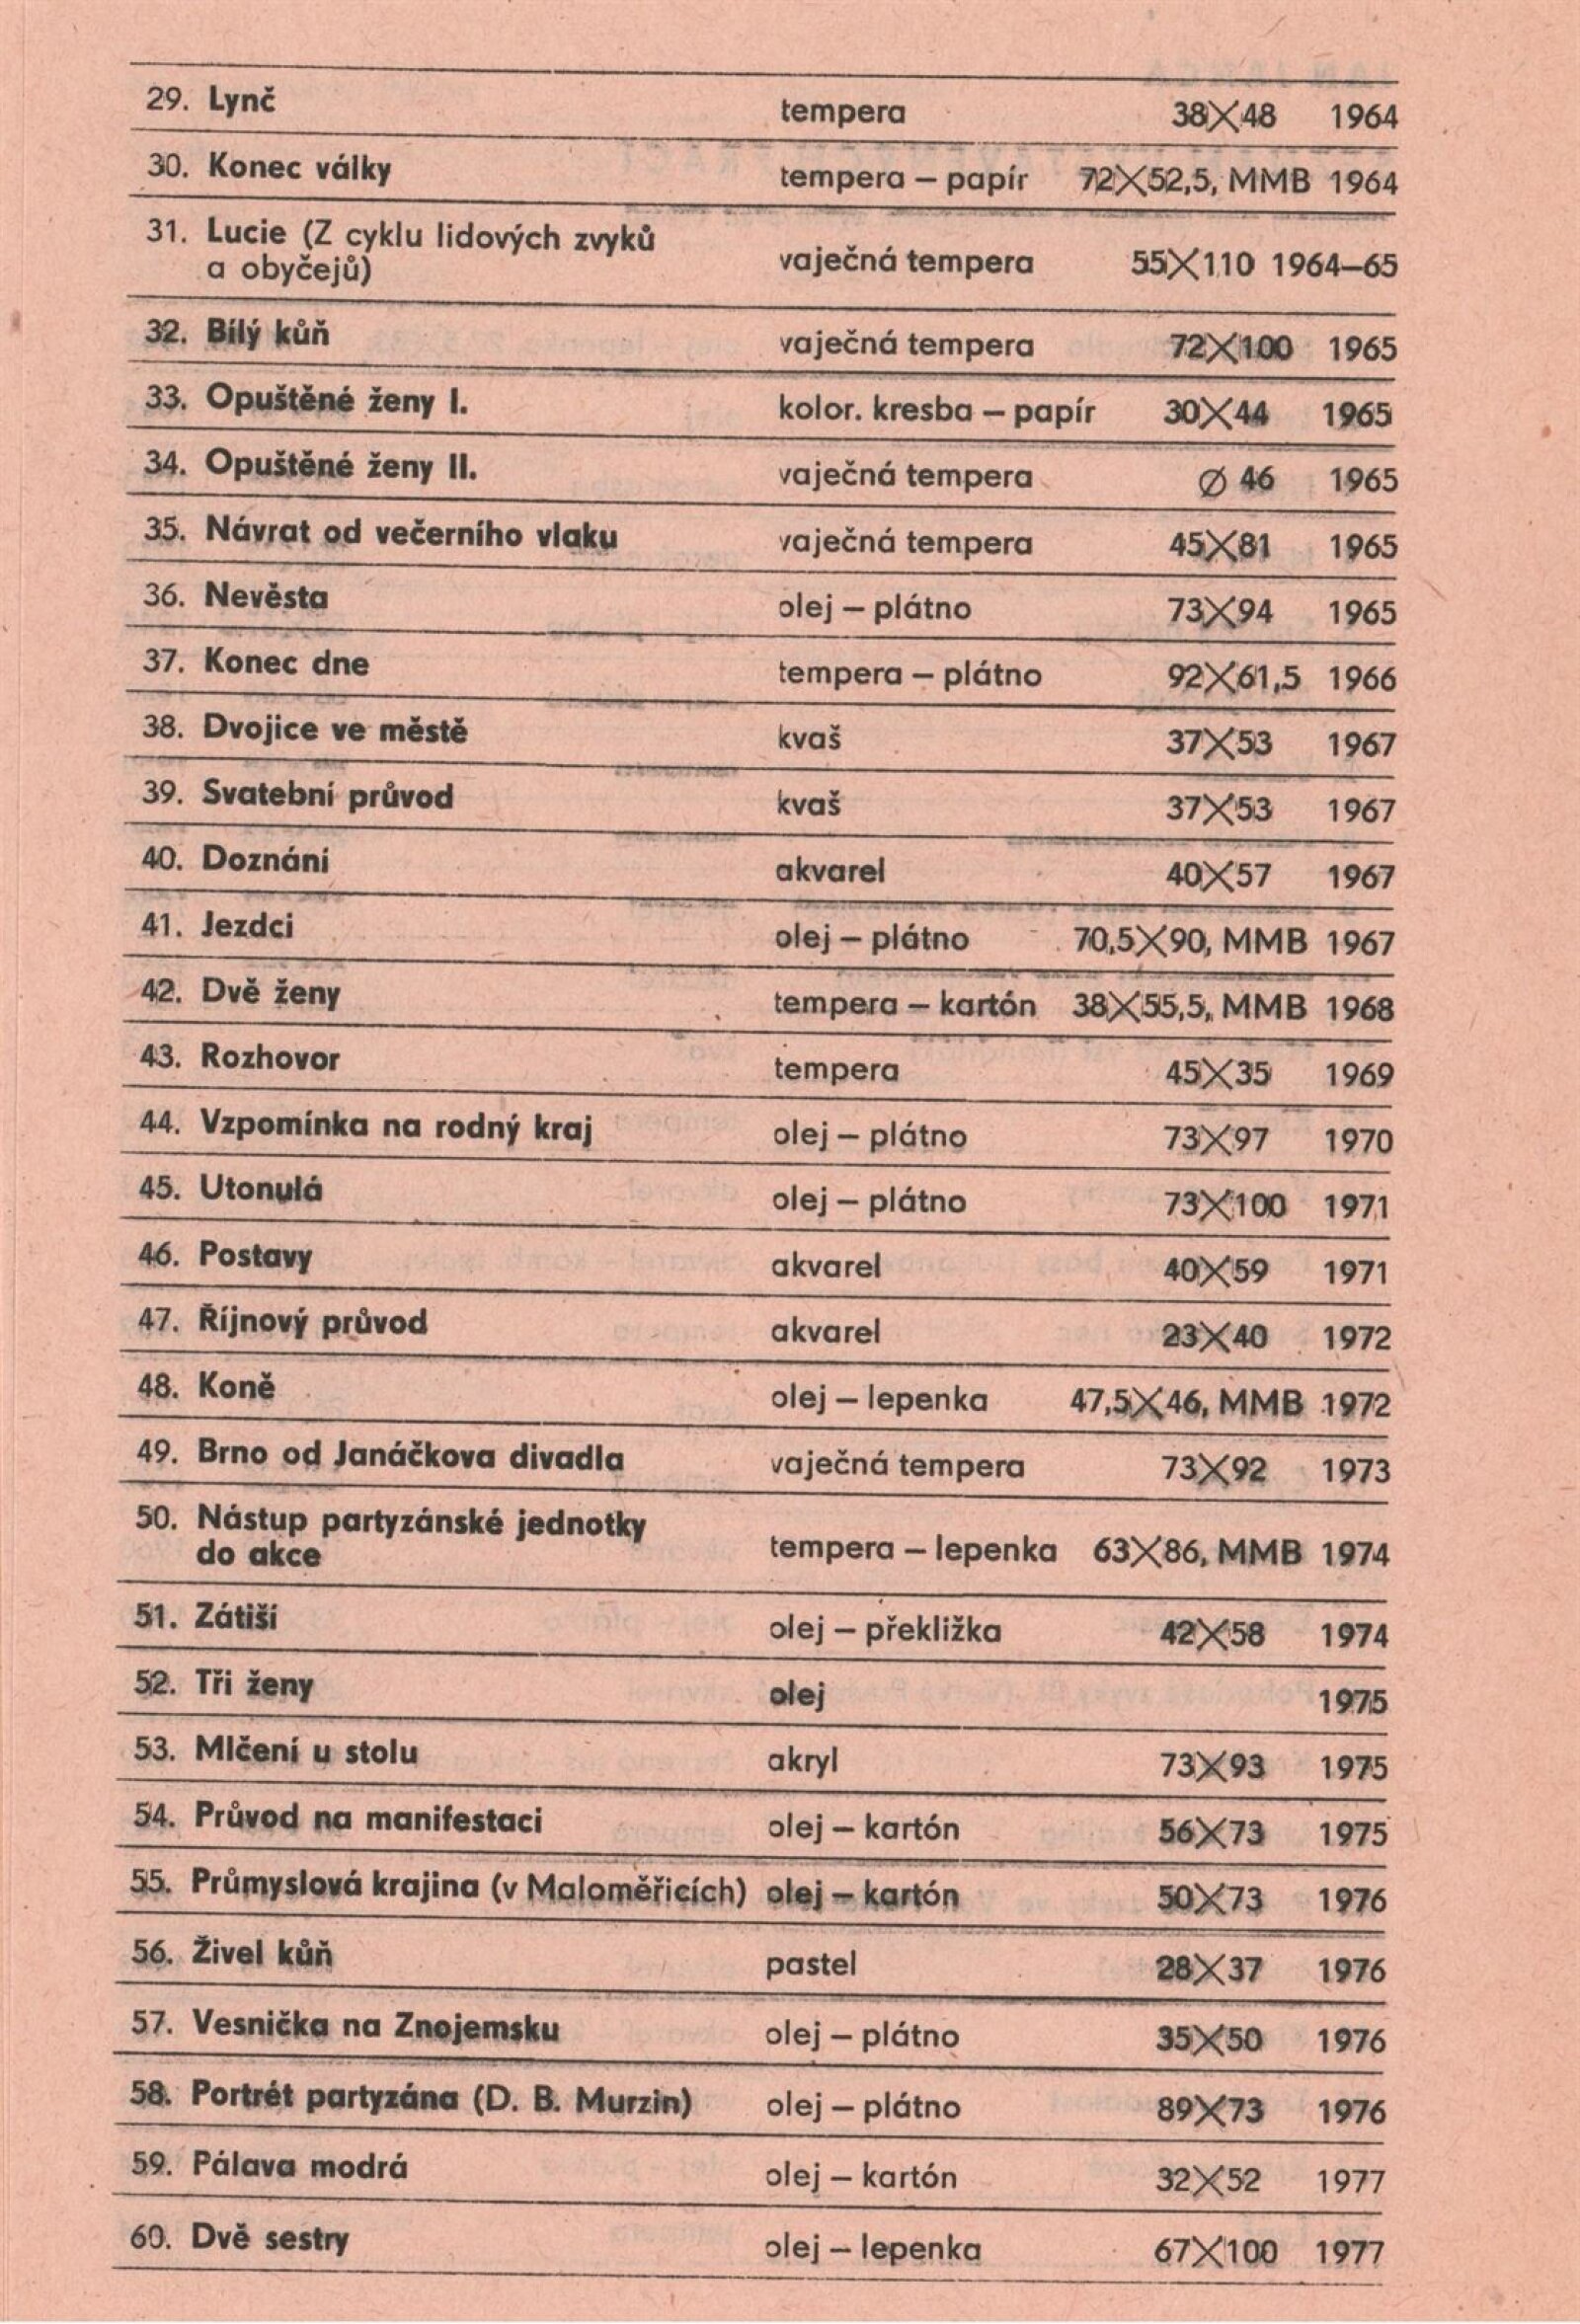 29. Lynč tempera 38×48 1964
30. Konec války tempera – papír 72×52,5, MMB 1964
31. Lucie (Z cyklu lidových zvyků
a obyčejů) vaječná tempera 55×110 1964–65
32. Bílý kůň vaječná tempera 72×100 1965
33. Opuštěné ženy I. kolor. kresba – papír 30×44 1965
34. Opuštěné ženy II. vaječná tempera ∅ 46 1965
35. Návrat od večerního vlaku vaječná tempera 45×81 1965
36. Nevěsta olej – plátno 73×94 1965
37. Konec dne tempera – plátno 92×61,5 1966
38. Dvojice ve městě kvaš 37×53 1967
39. Svatební průvod kvaš 37×53 1967
40. Doznání akvarel 40×57 1967
41. Jezdci olej – plátno 70,5×90, MMB 1967
42. Dvě ženy tempera – kartón 38×55,5, MMB 1968
43. Rozhovor tempera 45×35 1969
44. Vzpomínka na rodný kraj olej – plátno 73×97 1970
45. Utonulá olej – plátno 73×100 1971
46. Postavy akvarel 40×59 1971
47. Říjnový průvod akvarel 23×40 1972
48. Koně olej – lepenka 47,5×46, MMB 1972
49. Brno od Janáčkova divadla vaječná tempera 73×92 1973
50. Nástup partyzánské jednotky
do akce tempera – lepenka 63×86, MMB 1974
51. Zátiší olej – překližka 42×58 1974
52. Tři ženy olej 1975
53. Mlčení u stolu akryl 73×93 1975
54. Průvod na manifestaci olej – kartón 56×73 1975
55. Průmyslová krajina (v Maloměřicích) olej – kartón 50×73 1976
56. Živel kůň pastel 28×37 1976
57. Vesnička na Znojemsku olej – plátno 35×50 1976
58. Portrét partyzána (D. B. Murzin) olej – plátno 89×73 1976
59. Pálava modrá olej – kartón 32×52 1977
60. Dvě sestry olej – lepenka 67×100 1977